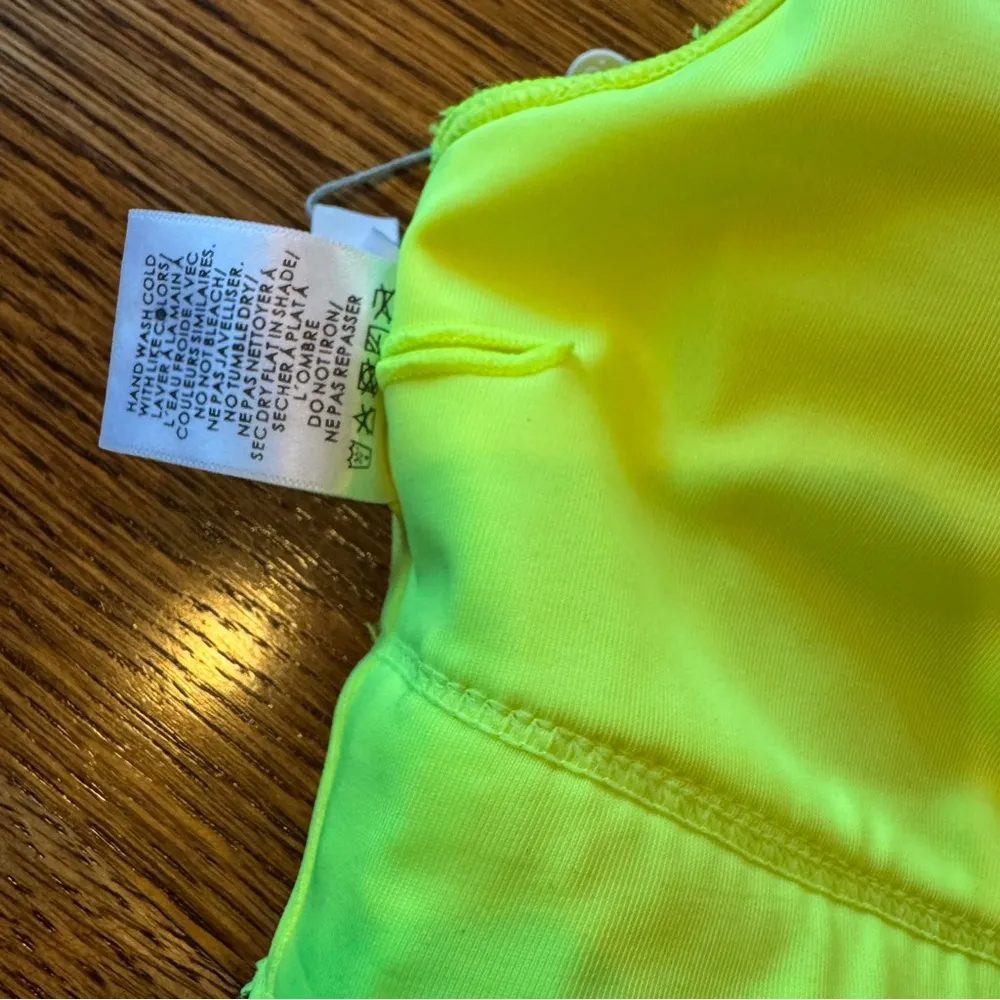 HAND WASH COLD
WITH LIKE COLORS/
LAVER À LA MAIN À
L'EAU FROIDE AVEC
COULEURS SIMILAIRES.
NO NOT BLEACH/
NE PAS JAVELLISER.
NO TUMBLE DRY/
NE PAS NETTOYER À
SEC DRY FLAT IN SHADE/
SÉCHER À PLAT À
L'OMBRE
DO NOT IRON/
NE PAS REPASSER